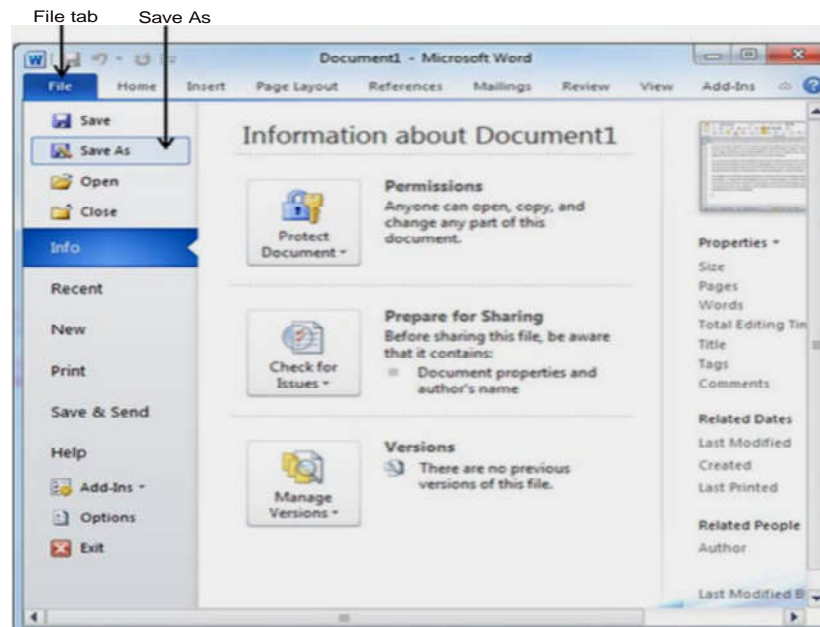 File tab Save As
W Document1 - Microsoft Word
File Home Insert Page Layout References Mailings Review View Add-Ins ?
Save
Save As
Open
Close
Info
Recent
New
Print
Save & Send
Help
Add-Ins
Options
Exit
Information about Document1
Protect
Document
Permissions
Anyone can open, copy, and
change any part of this
document.
Check for
Issues
Prepare for Sharing
Before sharing this file, be aware
that it contains:
Document properties and
author's name
Manage
Versions
Versions
There are no previous
versions of this file.
Properties
Size
Pages
Words
Total Editing Tim
Title
Tags
Comments
Related Dates
Last Modified
Created
Last Printed
Related People
Author
Last Modified B